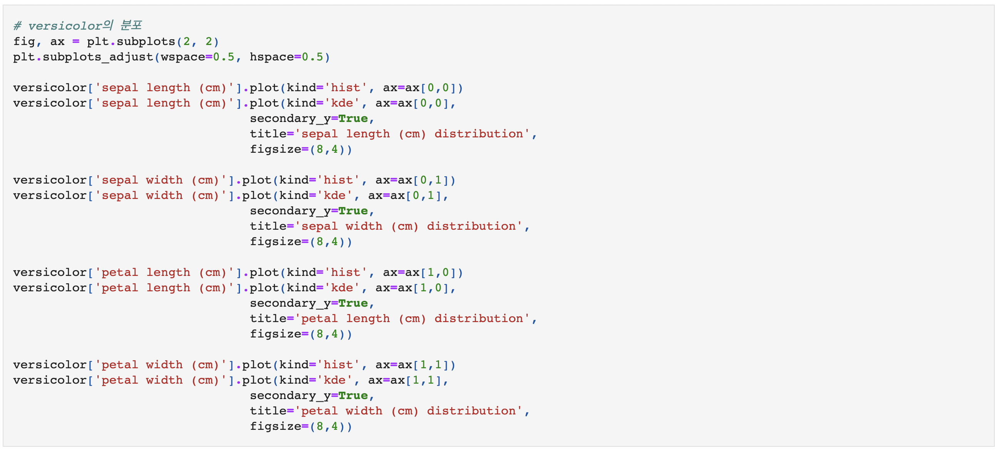 # versicolor의 분포
fig, ax = plt.subplots(2, 2)
plt.subplots_adjust(wspace=0.5, hspace=0.5)

versicolor['sepal length (cm)'].plot(kind='hist', ax=ax[0,0])
versicolor['sepal length (cm)'].plot(kind='kde', ax=ax[0,0],
                                secondary_y=True,
                                title='sepal length (cm) distribution',
                                figsize=(8,4))

versicolor['sepal width (cm)'].plot(kind='hist', ax=ax[0,1])
versicolor['sepal width (cm)'].plot(kind='kde', ax=ax[0,1],
                                secondary_y=True,
                                title='sepal width (cm) distribution',
                                figsize=(8,4))

versicolor['petal length (cm)'].plot(kind='hist', ax=ax[1,0])
versicolor['petal length (cm)'].plot(kind='kde', ax=ax[1,0],
                                secondary_y=True,
                                title='petal length (cm) distribution',
                                figsize=(8,4))

versicolor['petal width (cm)'].plot(kind='hist', ax=ax[1,1])
versicolor['petal width (cm)'].plot(kind='kde', ax=ax[1,1],
                                secondary_y=True,
                                title='petal width (cm) distribution',
                                figsize=(8,4))